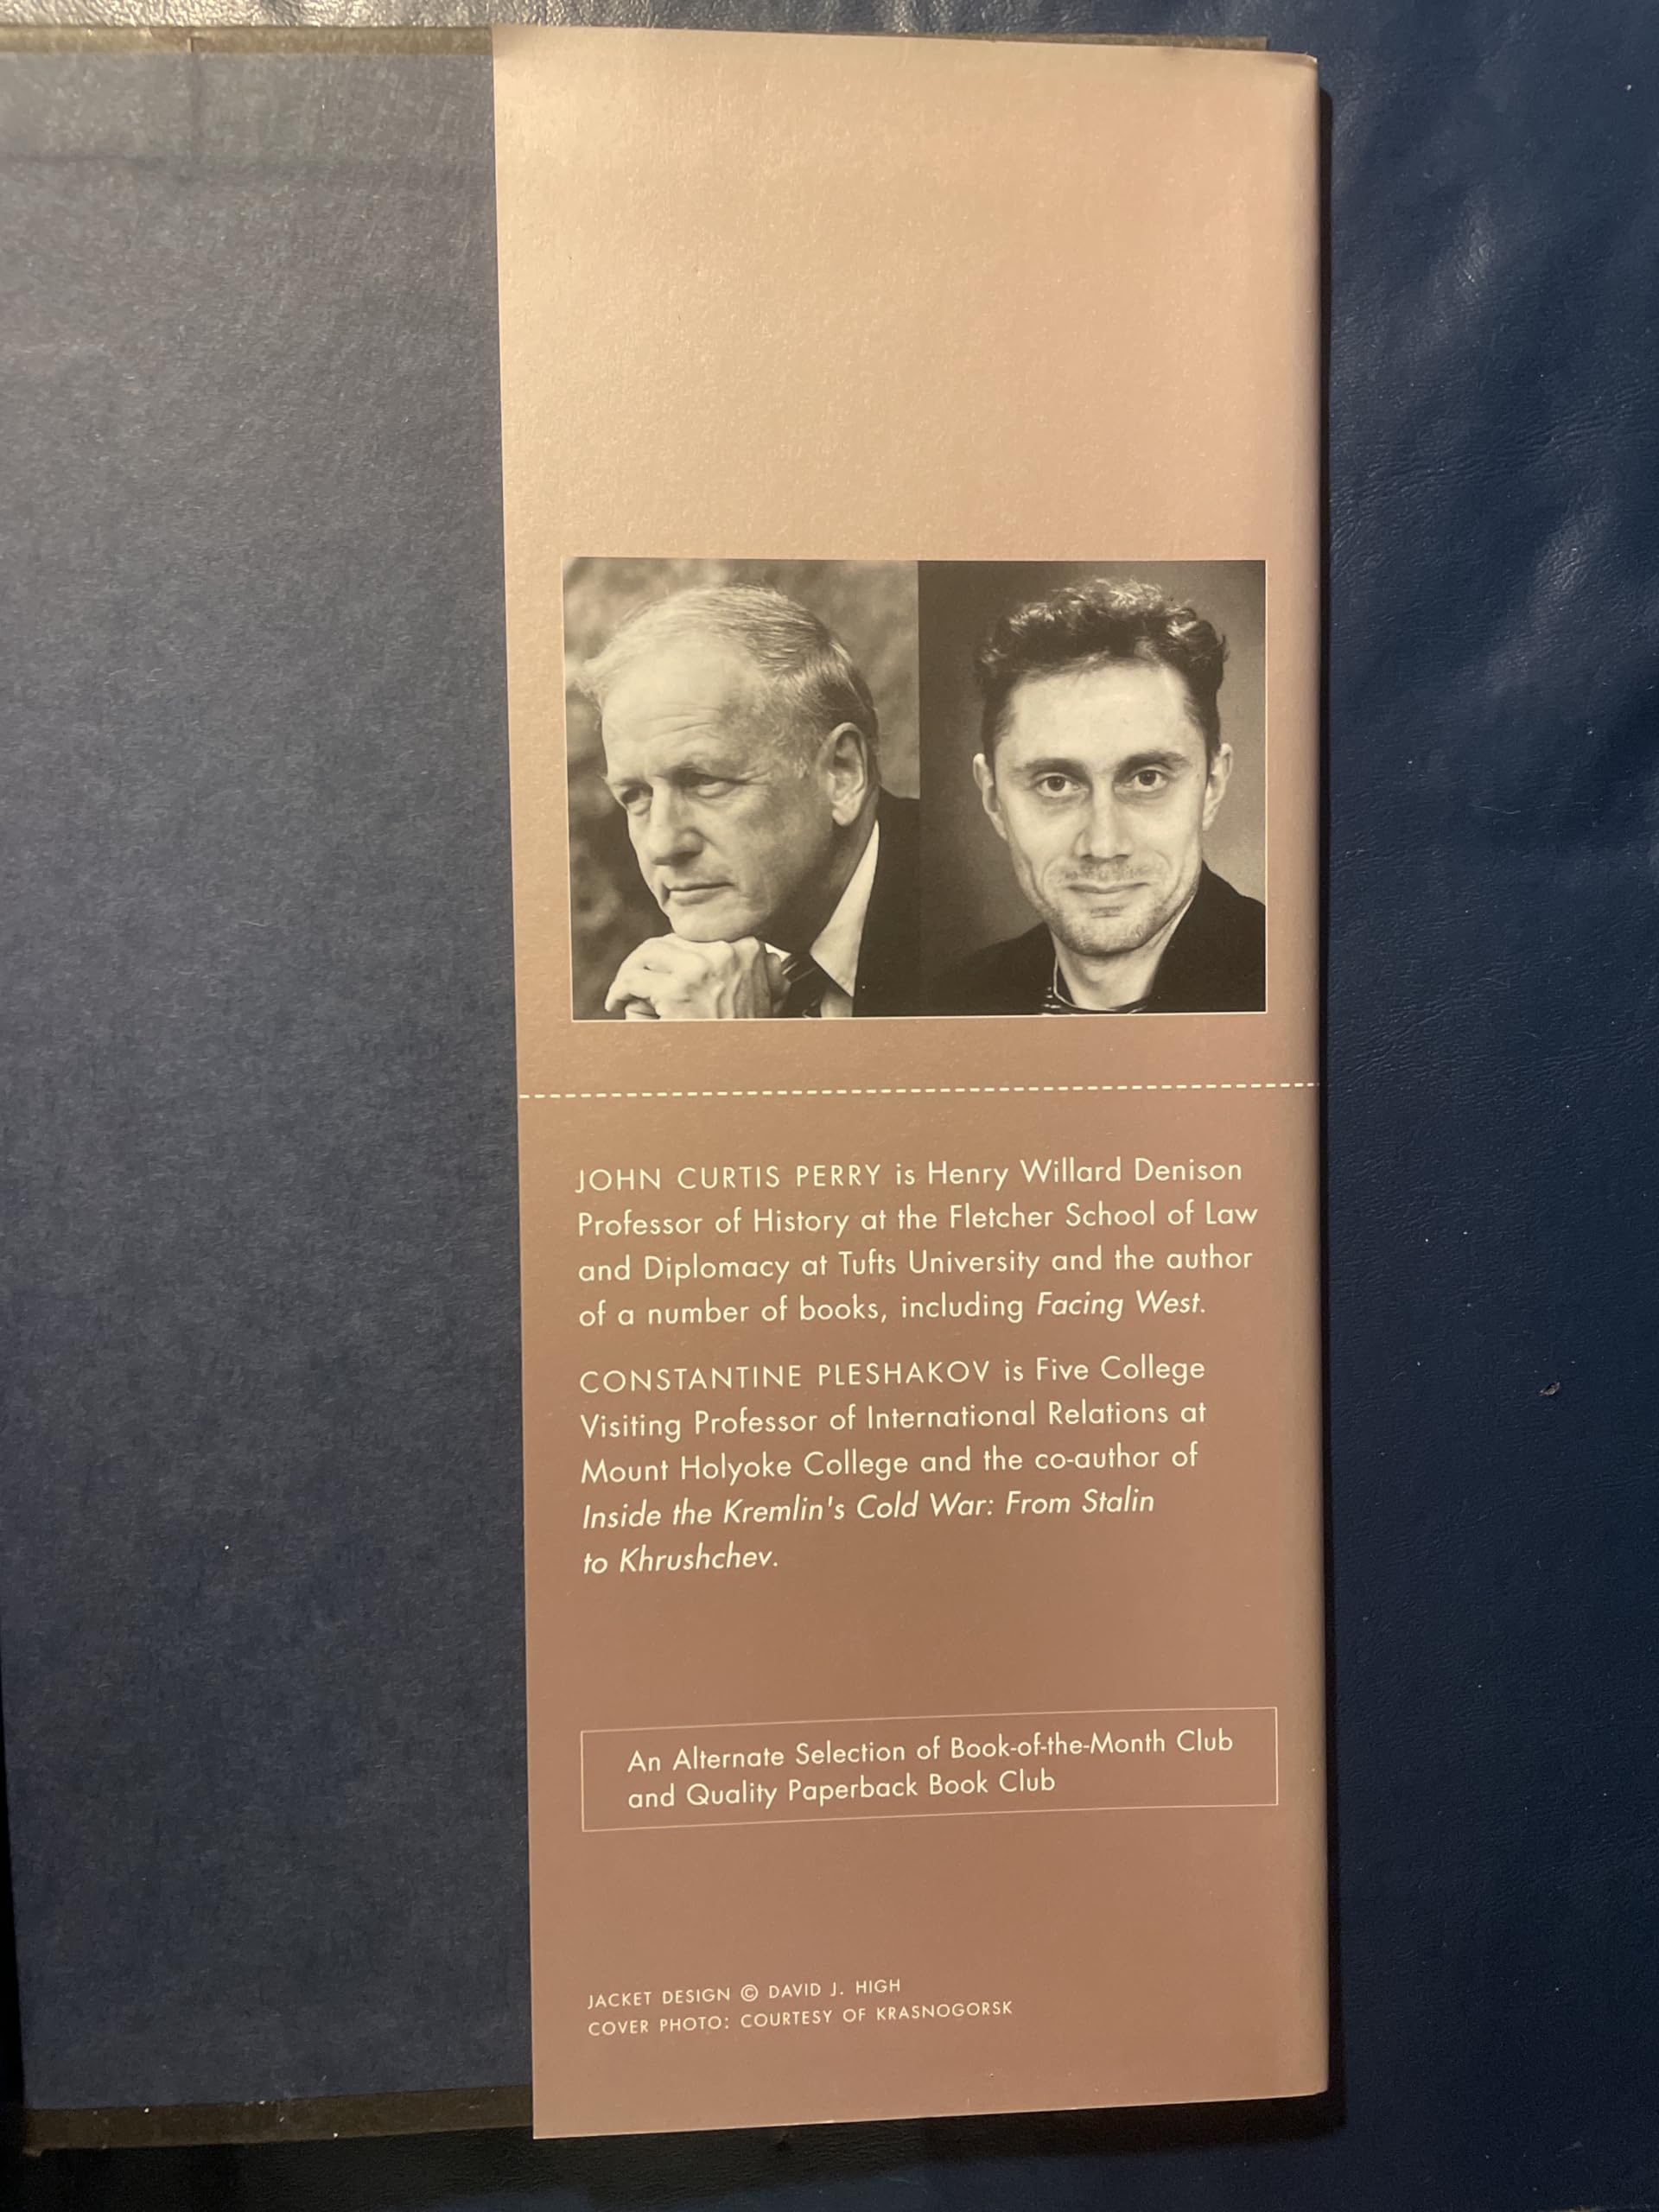 JOHN CURTIS PERRY is Henry Willard Denison
Professor of History at the Fletcher School of Law
and Diplomacy at Tufts University and the author
of a number of books, including Facing West.
CONSTANTINE PLESHAKOV is Five College
Visiting Professor of International Relations at
Mount Holyoke College and the co-author of
Inside the Kremlin's Cold War: From Stalin
to Khrushchev.
An Alternate Selection of Book-of-the-Month Club
and Quality Paperback Book Club
JACKET DESIGN © DAVID J. HIGH
COVER PHOTO: COURTESY OF KRASNOGORSK